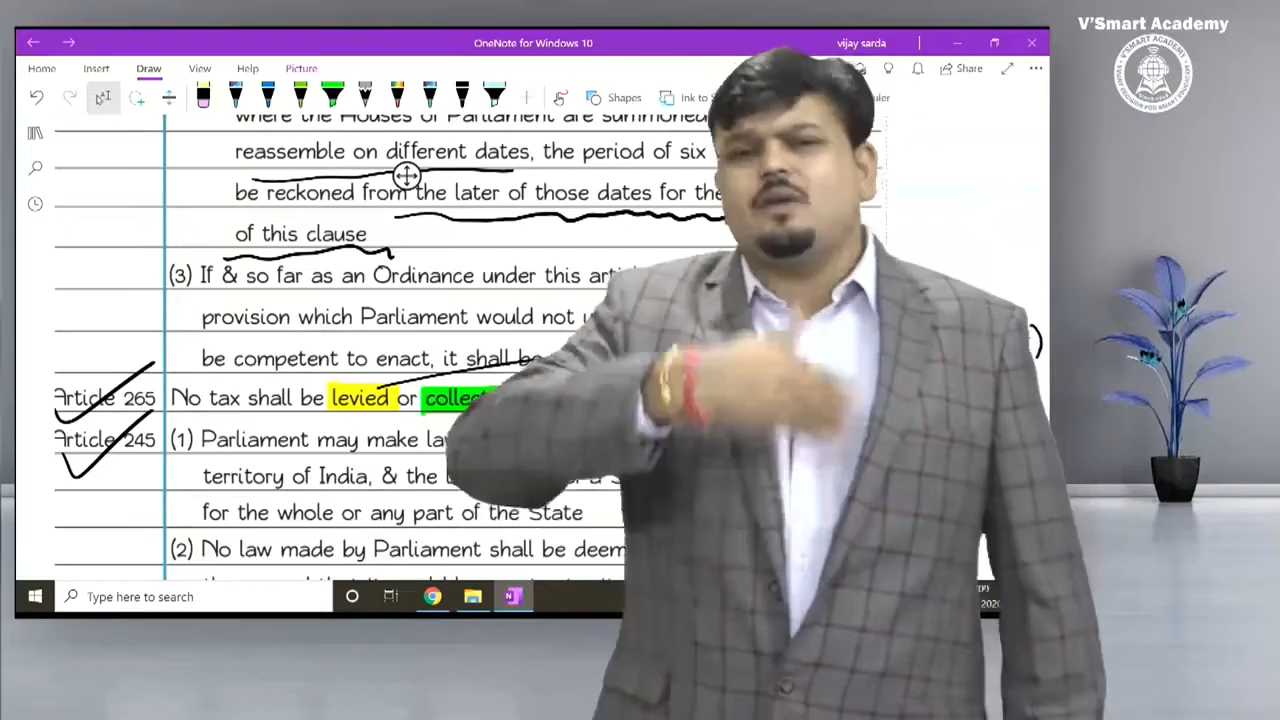 V'Smart Academy
OneNote for Windows 10
vijay sarda
Home Insert Draw View Help Picture
Share
Shapes
Ink to
where the Houses of Parliament are summoned
reassemble on different dates, the period of six
be reckoned from the later of those dates for the
of this clause
(3) If & so far as an Ordinance under this
provision which Parliament would not
be competent to enact, it shall
Article 265 No tax shall be levied or
Article 245 (1) Parliament may make
territory of India, & the
for the whole or any part of the State
(2) No law made by Parliament shall be
Type here to search